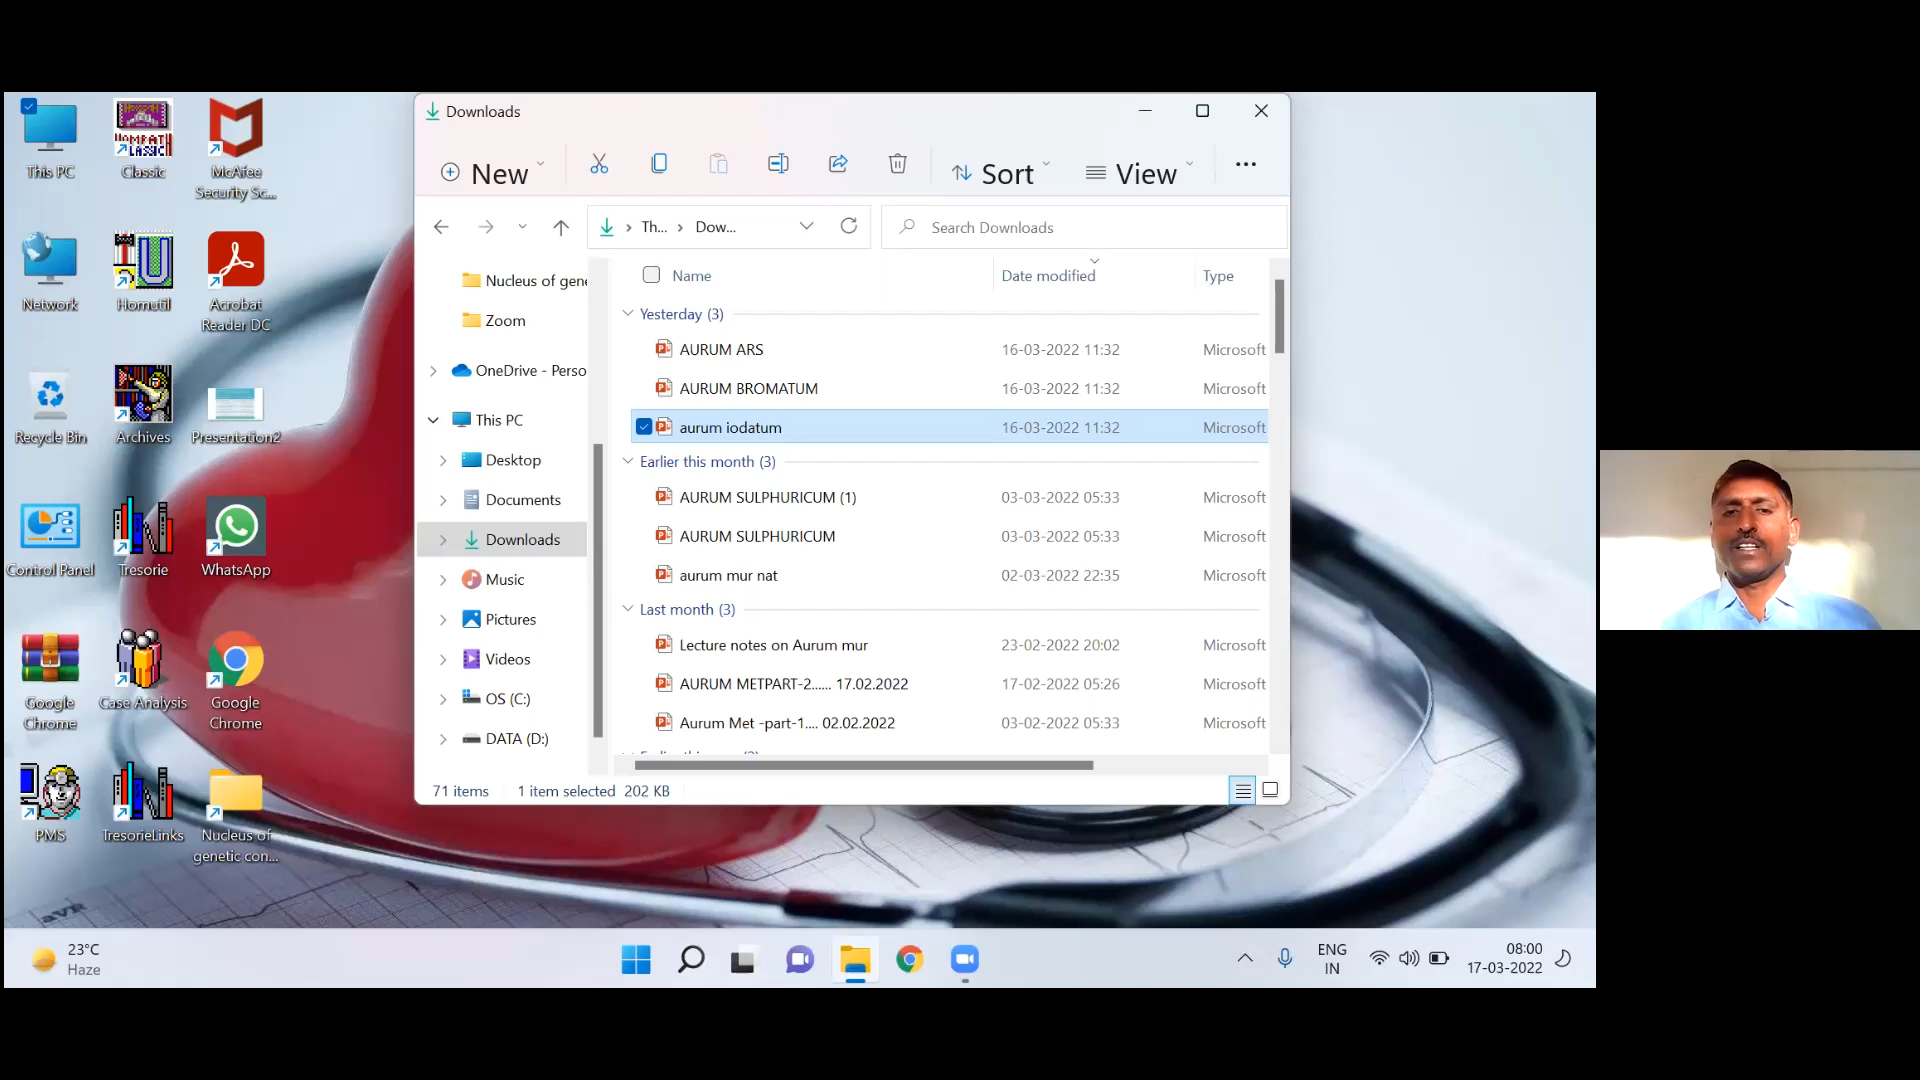 This PC
Classic
McAfee
Security Sc...
Network
Homutil
Acrobat
Reader DC
Recycle Bin
Archives
Presentation2
Control Panel
Tresorie
WhatsApp
Google
Chrome
Case Analysis
Google
Chrome
PMS
TresorieLinks
Nucleus of
genetic con...
aVR
Downloads
New
Sort
View
Th...
Dow...
Search Downloads
Nucleus of gene
Zoom
OneDrive - Perso
This PC
Desktop
Documents
Downloads
Music
Pictures
Videos
OS (C:)
DATA (D:)
Name Date modified Type
Yesterday (3)
AURUM ARS 16-03-2022 11:32 Microsoft
AURUM BROMATUM 16-03-2022 11:32 Microsoft
aurum iodatum 16-03-2022 11:32 Microsoft
Earlier this month (3)
AURUM SULPHURICUM (1) 03-03-2022 05:33 Microsoft
AURUM SULPHURICUM 03-03-2022 05:33 Microsoft
aurum mur nat 02-03-2022 22:35 Microsoft
Last month (3)
Lecture notes on Aurum mur 23-02-2022 20:02 Microsoft
AURUM METPART-2...... 17.02.2022 17-02-2022 05:26 Microsoft
Aurum Met -part-1.... 02.02.2022 03-02-2022 05:33 Microsoft
71 items 1 item selected 202 KB
23°C
Haze
ENG
IN
08:00
17-03-2022